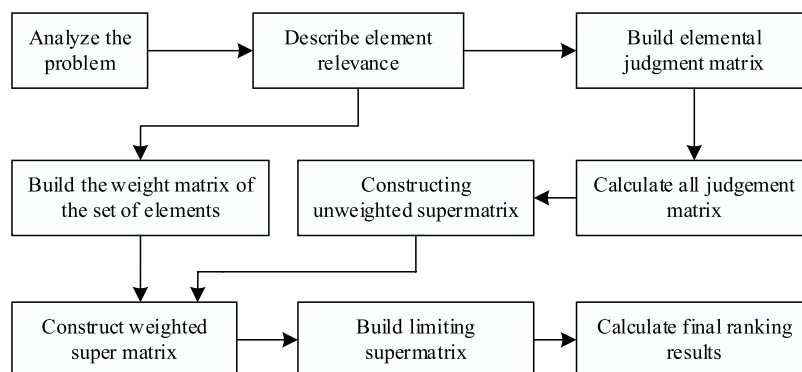 Analyze the
problem
Describe element
relevance
Build elemental
judgment matrix
Build the weight matrix of
the set of elements
Constructing
unweighted supermatrix
Calculate all judgement
matrix
Construct weighted
super matrix
Build limiting
supermatrix
Calculate final ranking
results